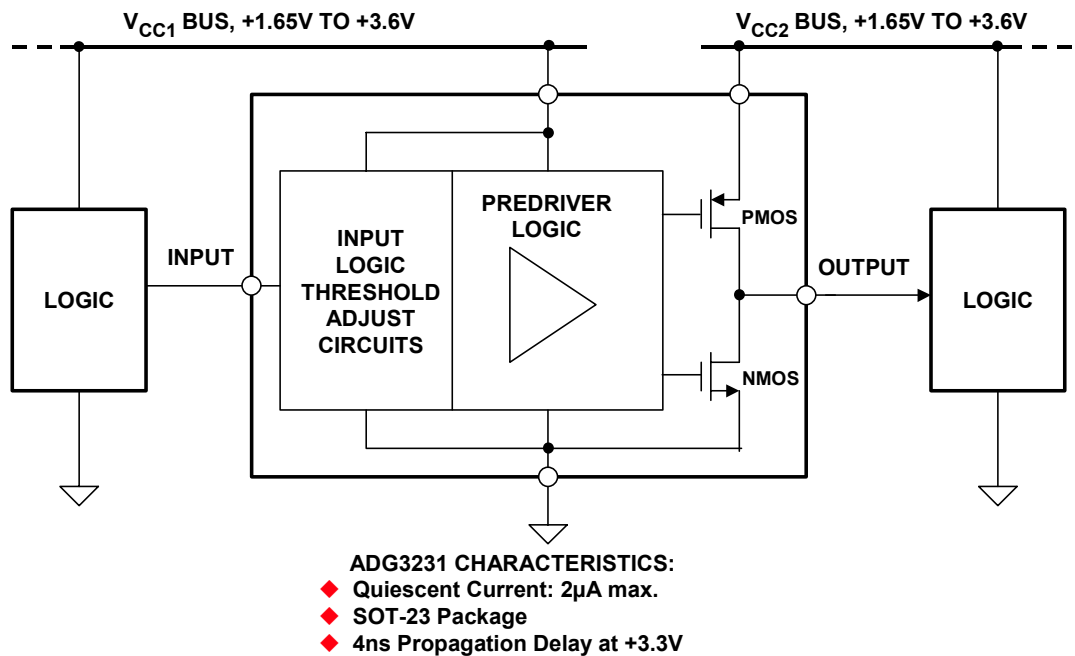 VCC1 BUS, +1.65V TO +3.6V
VCC2 BUS, +1.65V TO +3.6V
LOGIC
INPUT
INPUT
LOGIC
THRESHOLD
ADJUST
CIRCUITS
PREDRIVER
LOGIC
PMOS
NMOS
OUTPUT
LOGIC
ADG3231 CHARACTERISTICS:
Quiescent Current: 2µA max.
SOT-23 Package
4ns Propagation Delay at +3.3V